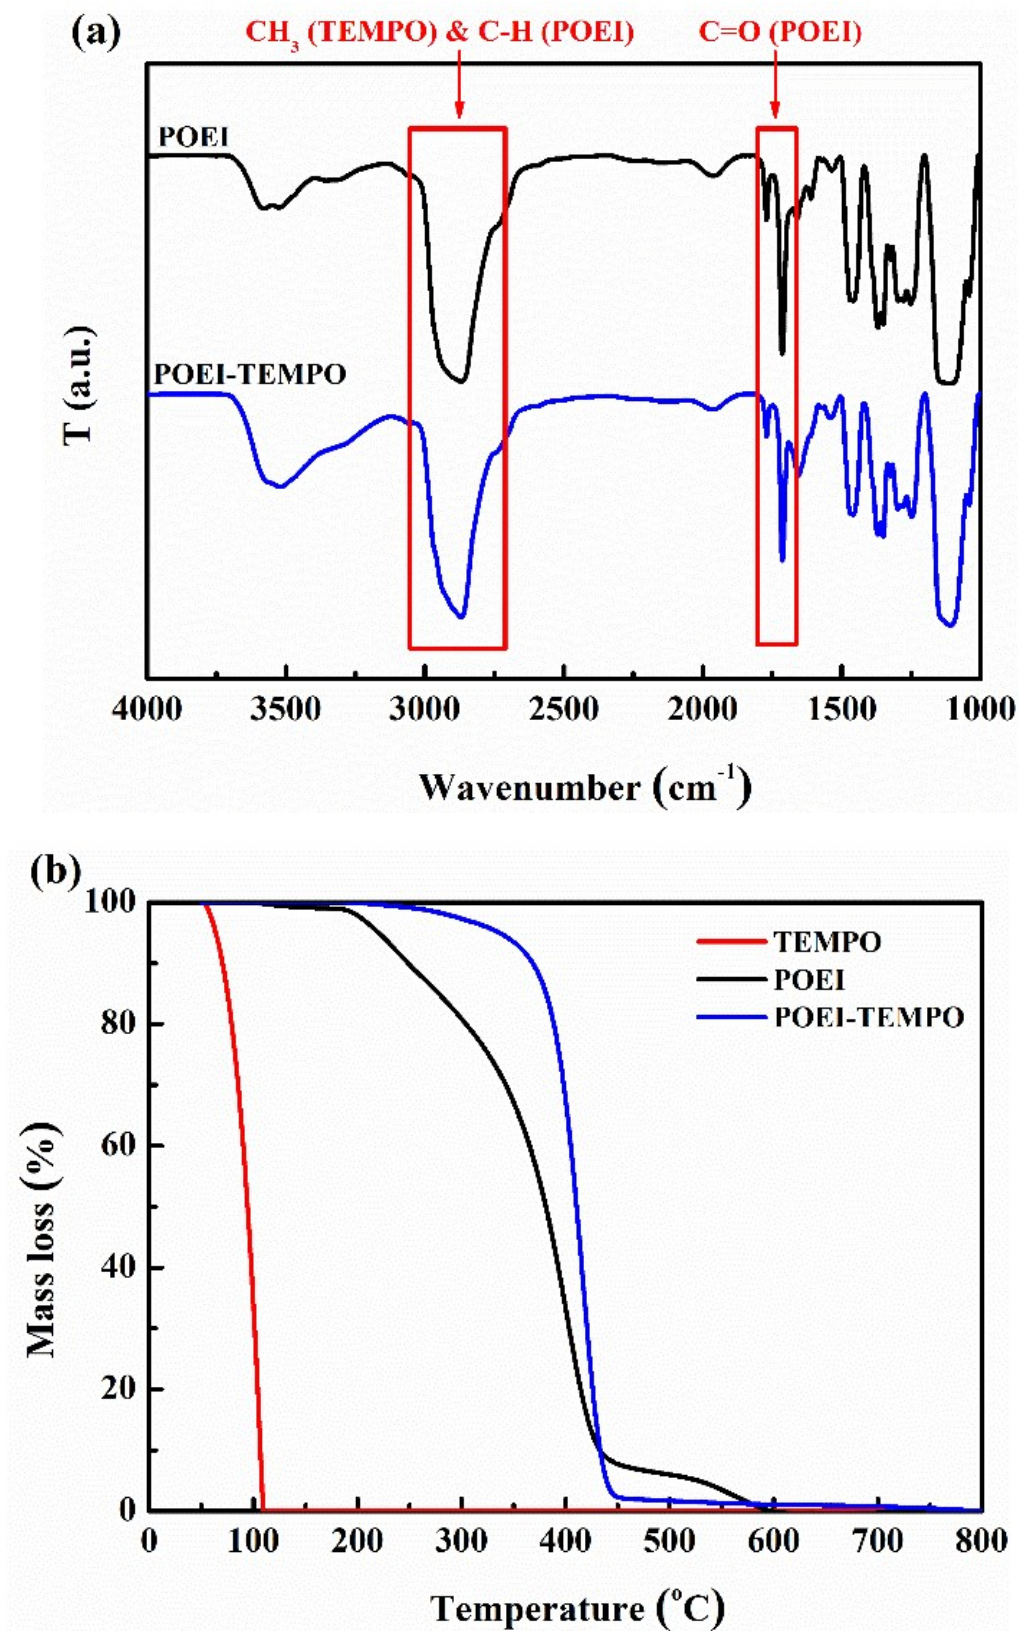 (a)
CH3 (TEMPO) & C-H (POEI) C=O (POEI)
POEI
POEI-TEMPO
T (a.u.)
4000 3500 3000 2500 2000 1500 1000
Wavenumber (cm-1)
(b)
100
80
60
40
20
0
TEMPO
POEI
POEI-TEMPO
Mass loss (%)
0 100 200 300 400 500 600 700 800
Temperature (oC)